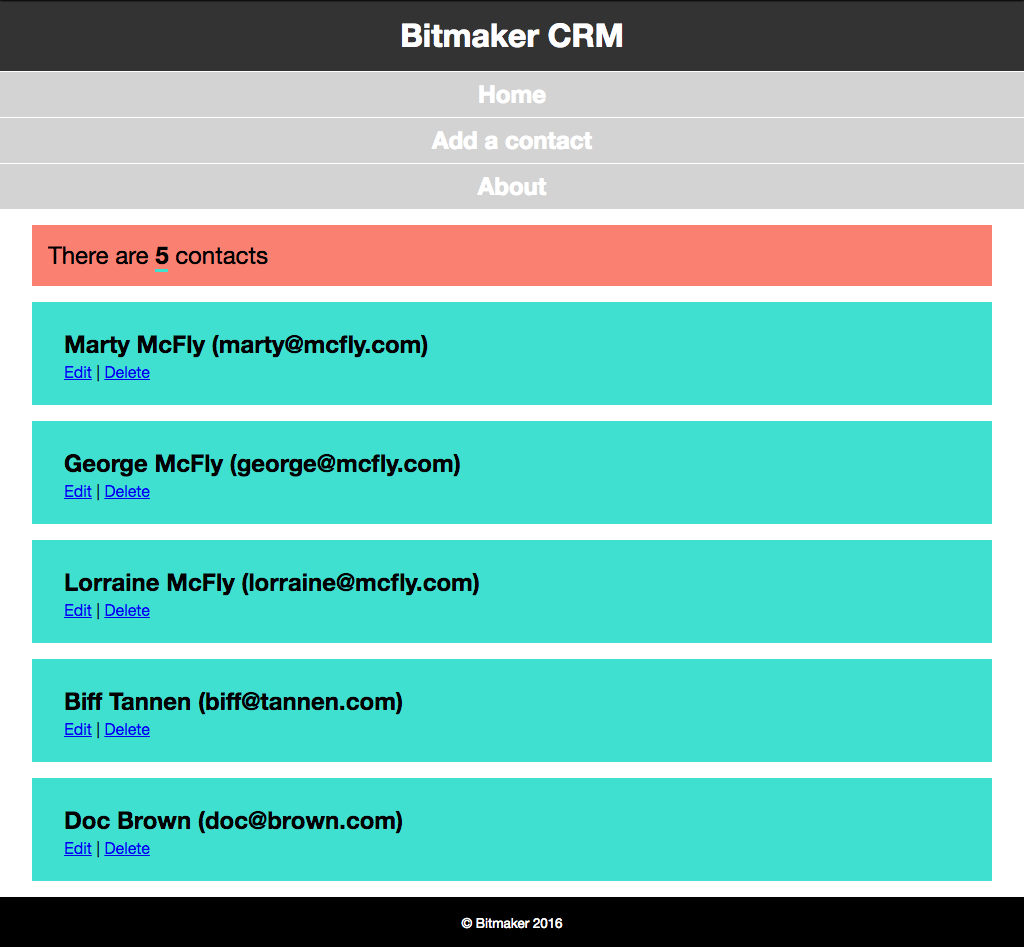 Bitmaker CRM
Home
Add a contact
About
There are 5 contacts
Marty McFly (marty@mcfly.com)
Edit | Delete
George McFly (george@mcfly.com)
Edit | Delete
Lorraine McFly (lorraine@mcfly.com)
Edit | Delete
Biff Tannen (biff@tannen.com)
Edit | Delete
Doc Brown (doc@brown.com)
Edit | Delete
© Bitmaker 2016